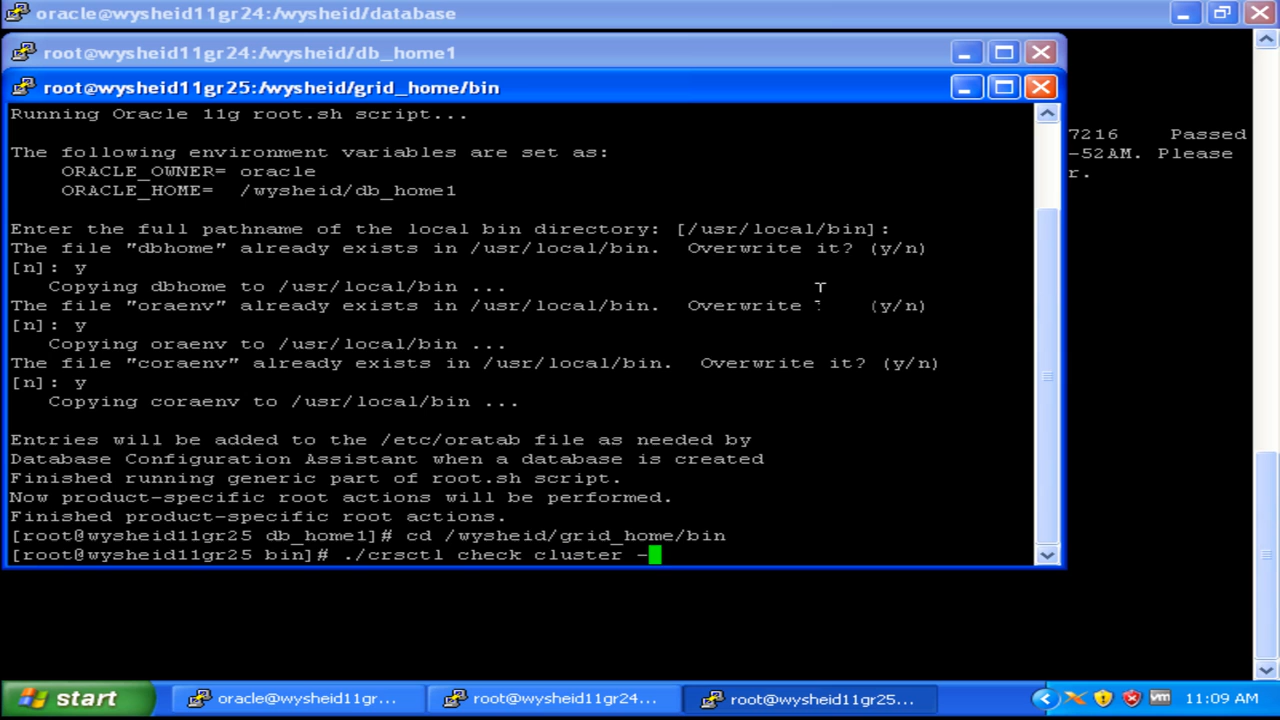 oracle@wysheid11gr24:/wysheid/database
root@wysheid11gr24:/wysheid/db_home1
root@wysheid11gr25:/wysheid/grid_home/bin
Running Oracle 11g root.sh script...
7216 Passed
-52AM. Please
r.
The following environment variables are set as:
ORACLE_OWNER= oracle
ORACLE_HOME= /wysheid/db_home1
Enter the full pathname of the local bin directory: [/usr/local/bin]:
The file "dbhome" already exists in /usr/local/bin. Overwrite it? (y/n)
[n]: y
Copying dbhome to /usr/local/bin ...
The file "oraenv" already exists in /usr/local/bin. Overwrite (y/n)
[n]: y
Copying oraenv to /usr/local/bin ...
The file "coraenv" already exists in /usr/local/bin. Overwrite it? (y/n)
[n]: y
Copying coraenv to /usr/local/bin ...
Entries will be added to the /etc/oratab file as needed by
Database Configuration Assistant when a database is created
Finished running generic part of root.sh script.
Now product-specific root actions will be performed.
Finished product-specific root actions.
[root@wysheid11gr25 db_home1]# cd /wysheid/grid_home/bin
[root@wysheid11gr25 bin]# ./crsctl check cluster -
start
oracle@wysheid11gr...
root@wysheid11gr24...
root@wysheid11gr25...
vm
11:09 AM